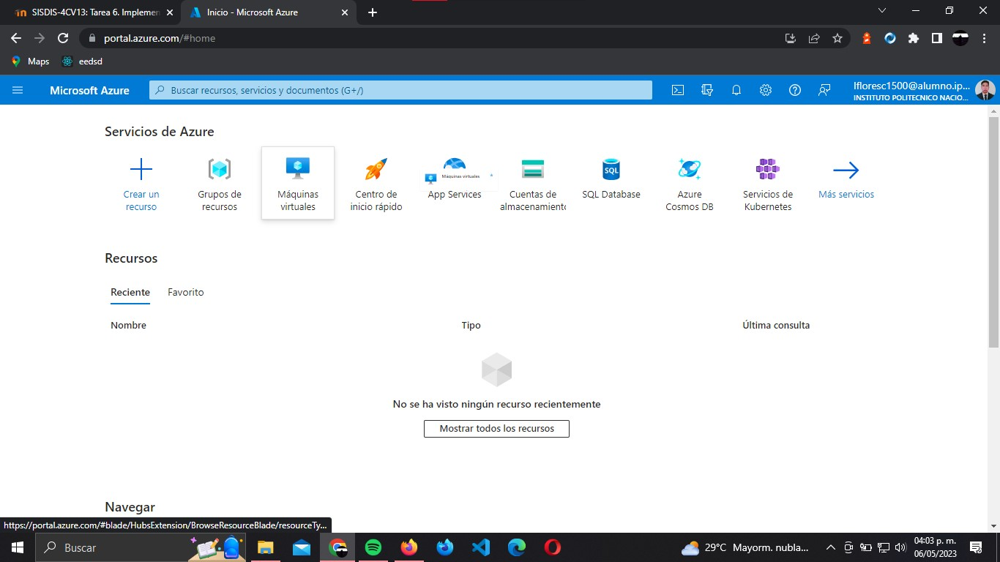 SISDIS-4CV13: Tarea 6. Implemen
Inicio - Microsoft Azure
portal.azure.com/#home
Maps
eedsd
Microsoft Azure
Buscar recursos, servicios y documentos (G+/)
lfloresc1500@alumno.ip...
INSTITUTO POLITECNICO NACIO...
Servicios de Azure
Crear un
recurso
Grupos de
recursos
Máquinas
virtuales
Centro de
inicio rápido
Máquinas virtuales
App Services
Cuentas de
almacenamiento
SQL
SQL Database
Azure
Cosmos DB
Servicios de
Kubernetes
Más servicios
Recursos
Reciente
Favorito
Nombre
Tipo
Última consulta
No se ha visto ningún recurso recientemente
Mostrar todos los recursos
Navegar
https://portal.azure.com/#blade/HubsExtension/BrowseResourceBlade/resourceTy...
Buscar
29°C Mayorm. nubla...
04:03 p. m.
06/05/2023